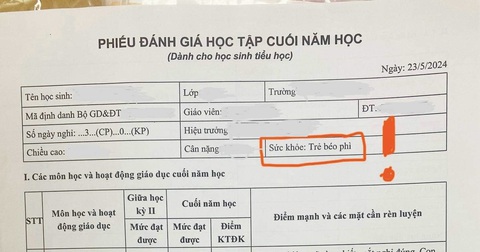 PHIẾU ĐÁNH GIÁ HỌC TẬP CUỐI NĂM HỌC
(Dành cho học sinh tiểu học)
Ngày: 23/5/2024
Tên học sinh: Lớp Trường
Mã định danh Bộ GD&ĐT Giáo viên: ĐT.
Số ngày nghỉ: ...3...(CP)...0...(KP) Hiệu trưởng
Chiều cao: Cân nặng Sức khỏe: Trẻ béo phì
I. Các môn học và hoạt động giáo dục cuối năm học
STT Môn học và hoạt động giáo dục Giữa học kỳ II Cuối năm học Điểm mạnh và các mặt cần rèn luyện
Mức đạt được Mức đạt được Điểm KTĐK